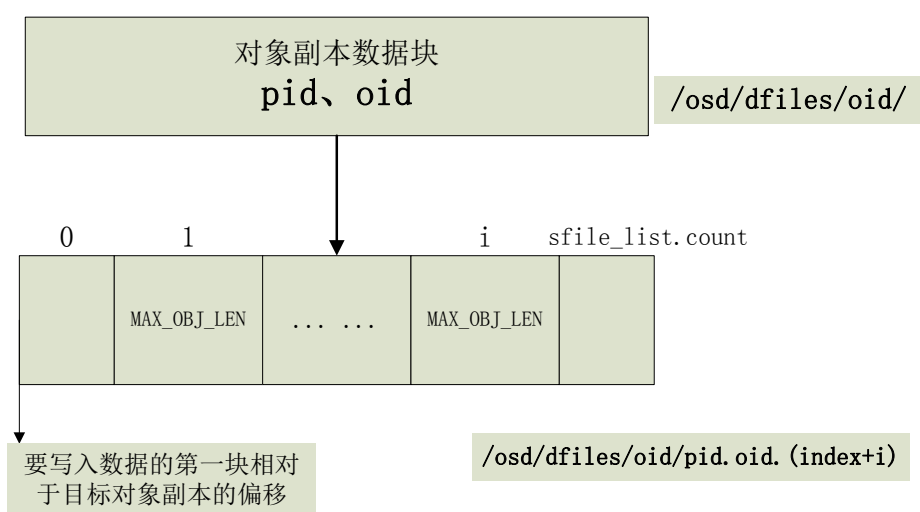 对象副本数据块
pid、oid
/osd/dfiles/oid/
0 1 i sfile_list.count
MAX_OBJ_LEN ... ... MAX_OBJ_LEN
要写入数据的第一块相对
于目标对象副本的偏移
/osd/dfiles/oid/pid.oid.(index+i)